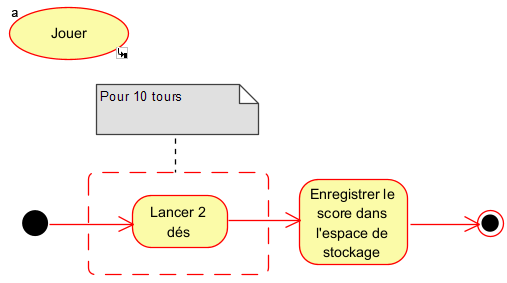 a
Jouer
Pour 10 tours
Lancer 2
dés
Enregistrer le
score dans
l'espace de
stockage